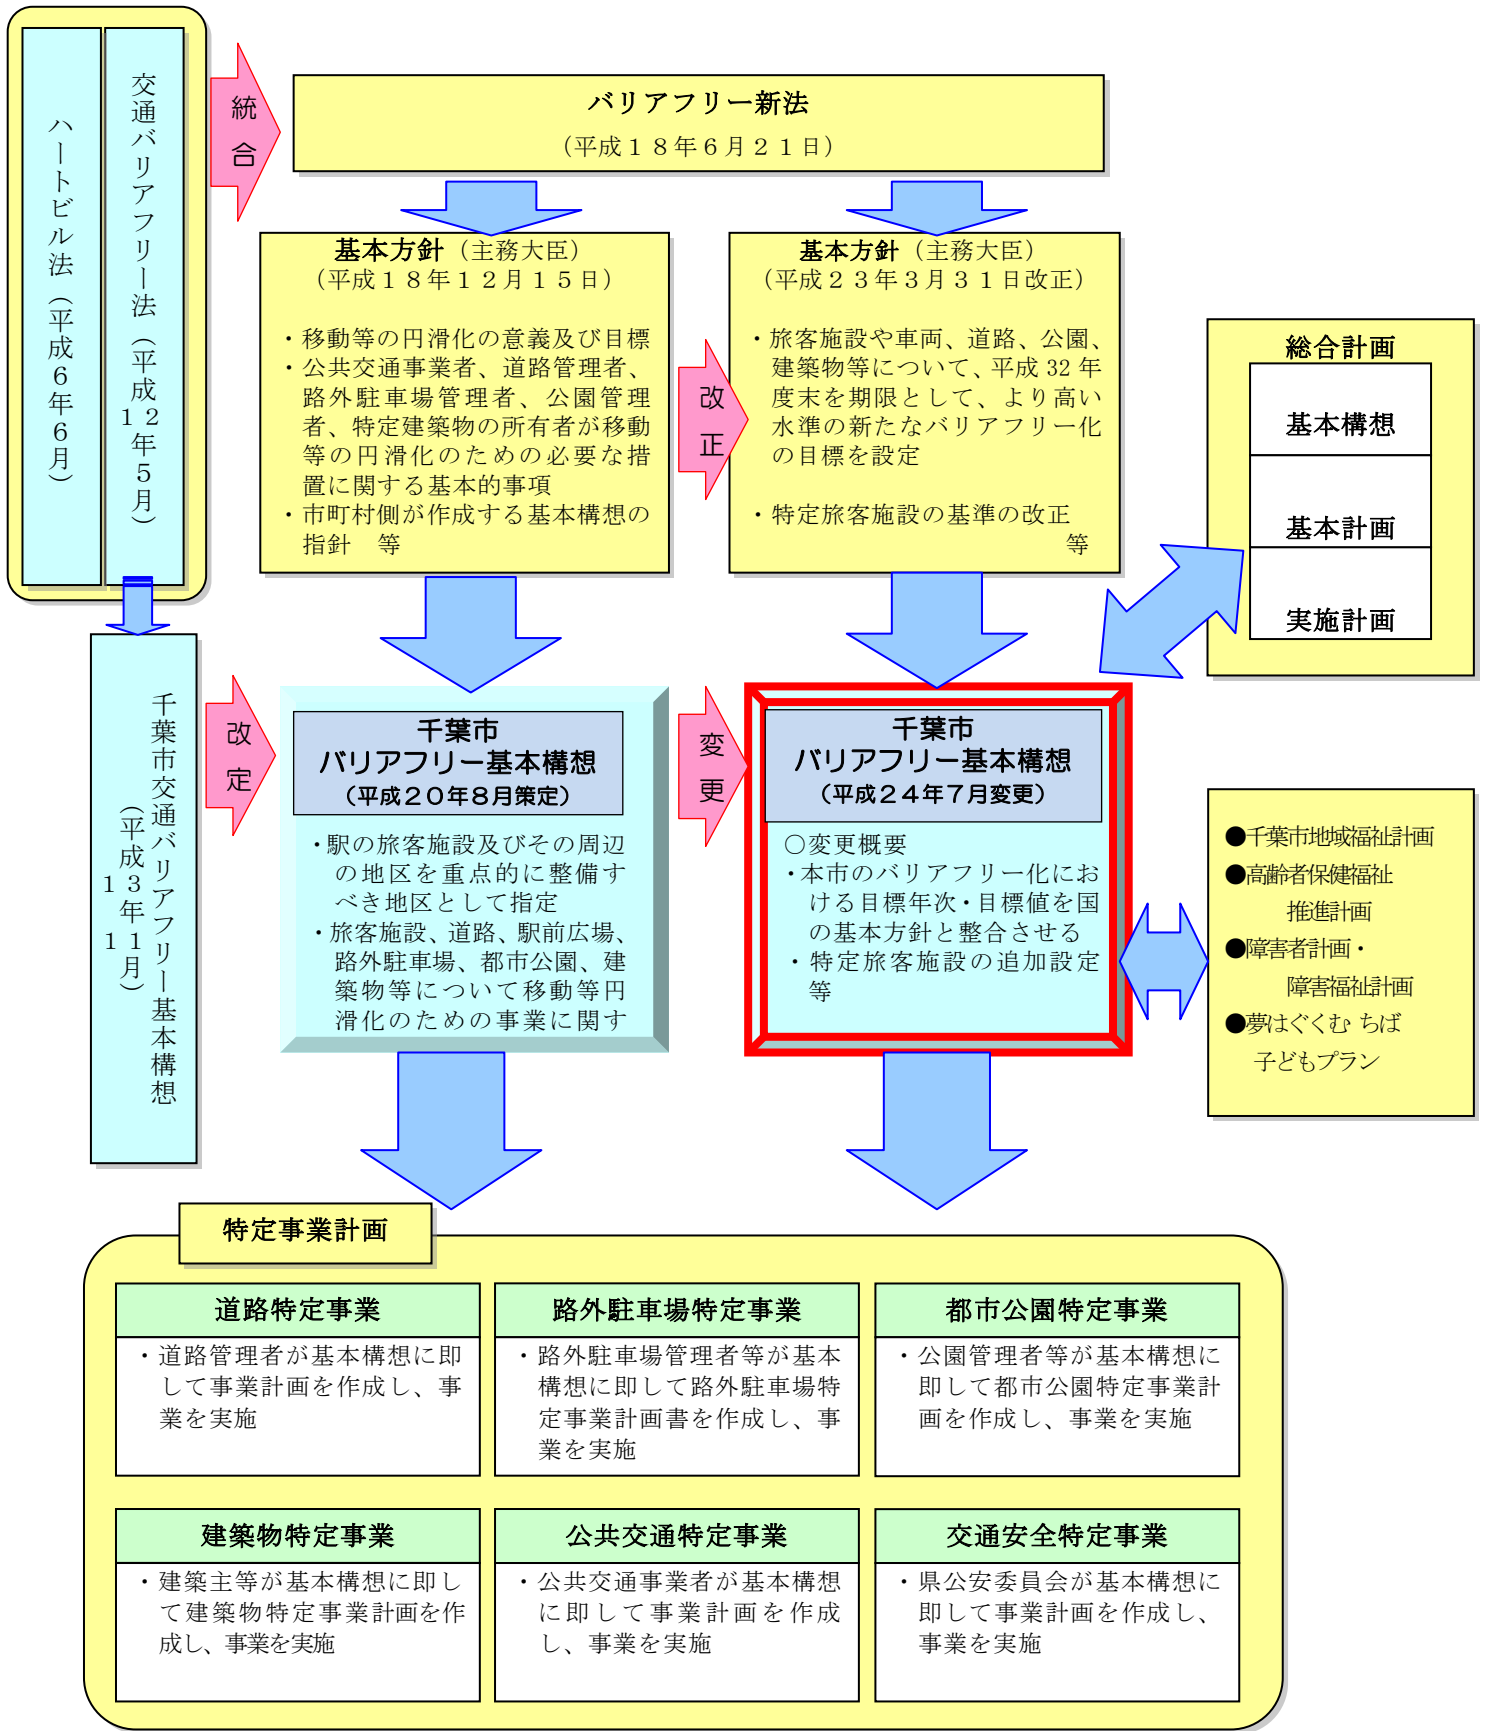 ハートビル法（平成６年６月）
交通バリアフリー法（平成１２年５月）
統
合
バリアフリー新法
（平成１８年６月２１日）
基本方針（主務大臣）
（平成１８年１２月１５日）
・移動等の円滑化の意義及び目標
・公共交通事業者、道路管理者、
路外駐車場管理者、公園管理
者、特定建築物の所有者が移動
等の円滑化のための必要な措
置に関する基本的事項
・市町村側が作成する基本構想の
指針　等
改
正
基本方針（主務大臣）
（平成２３年３月３１日改正）
・旅客施設や車両、道路、公園、
建築物等について、平成 32 年
度末を期限として、より高い
水準の新たなバリアフリー化
の目標を設定
・特定旅客施設の基準の改正
等
総合計画
基本構想
基本計画
実施計画
千葉市交通バリアフリー基本構想
（平成１３年１１月）
改
定
千葉市
バリアフリー基本構想
（平成２０年８月策定）
・駅の旅客施設及びその周辺
の地区を重点的に整備す
べき地区として指定
・旅客施設、道路、駅前広場、
路外駐車場、都市公園、建
築物等について移動等円
滑化のための事業に関す
変
更
千葉市
バリアフリー基本構想
（平成２４年７月変更）
○変更概要
・本市のバリアフリー化にお
ける目標年次・目標値を国
の基本方針と整合させる
・特定旅客施設の追加設定
等
●千葉市地域福祉計画
●高齢者保健福祉
推進計画
●障害者計画・
障害福祉計画
●夢はぐくむ ちば
子どもプラン
特定事業計画
道路特定事業
・道路管理者が基本構想に即
して事業計画を作成し、事
業を実施
路外駐車場特定事業
・路外駐車場管理者等が基本
構想に即して路外駐車場特
定事業計画書を作成し、事
業を実施
都市公園特定事業
・公園管理者等が基本構想に
即して都市公園特定事業計
画を作成し、事業を実施
建築物特定事業
・建築主等が基本構想に即し
て建築物特定事業計画を作
成し、事業を実施
公共交通特定事業
・公共交通事業者が基本構想
に即して事業計画を作成
し、事業を実施
交通安全特定事業
・県公安委員会が基本構想に
即して事業計画を作成し、
事業を実施